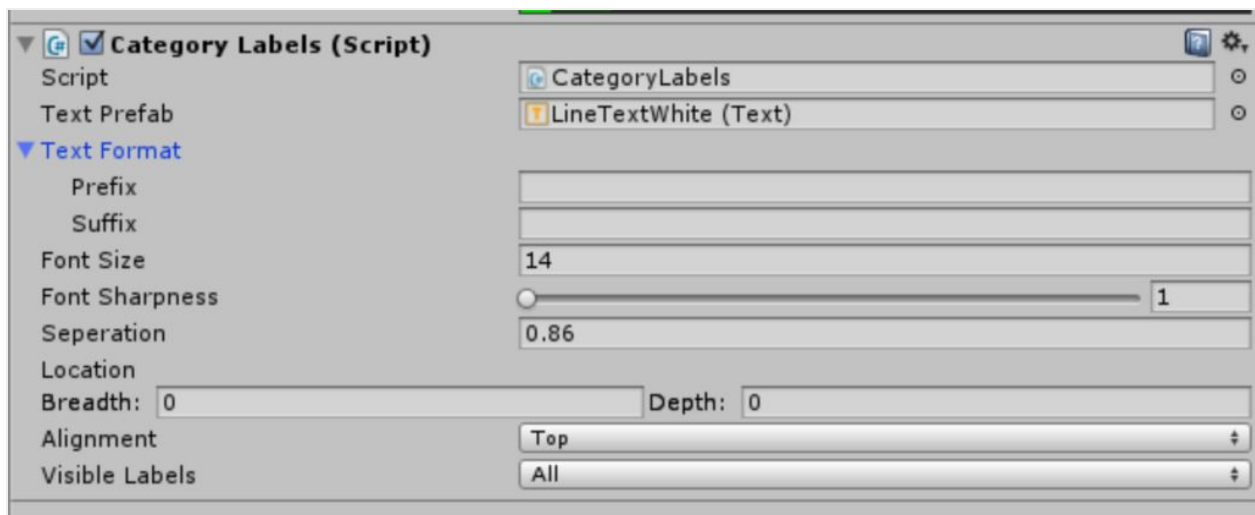 Category Labels (Script)
Script CategoryLabels
Text Prefab LineTextWhite (Text)
Text Format
Prefix
Suffix
Font Size 14
Font Sharpness 1
Seperation 0.86
Location
Breadth: 0 Depth: 0
Alignment Top
Visible Labels All